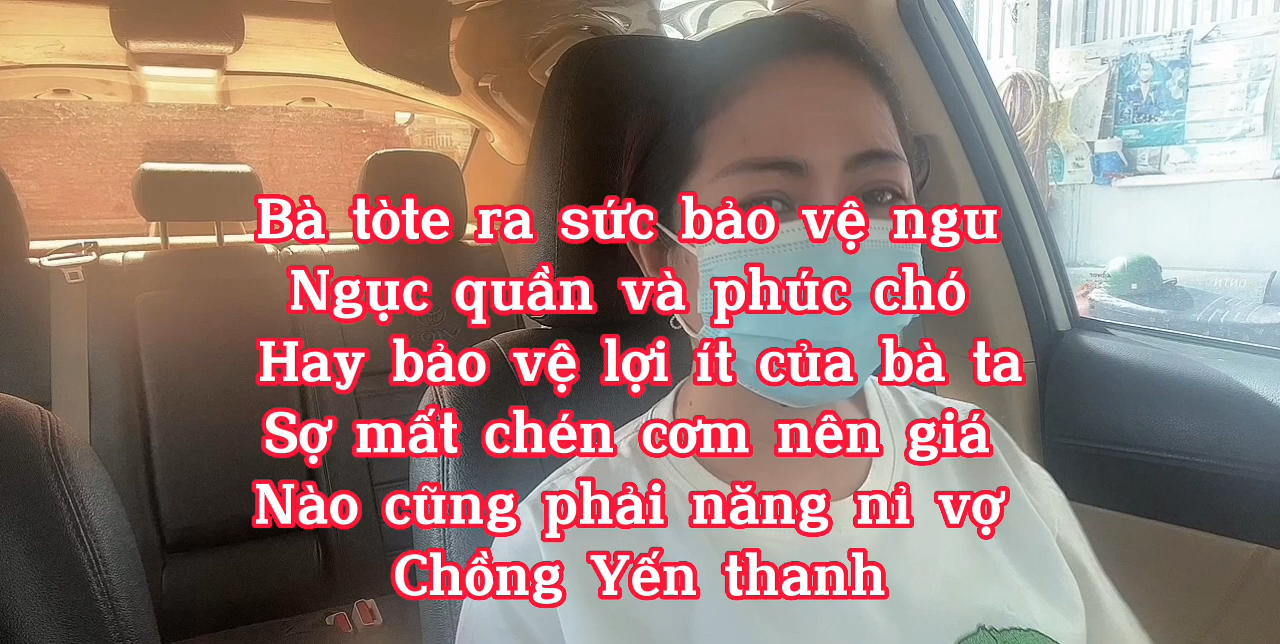 Bà tòte ra sức bảo vệ ngu
Ngục quần và phúc chó
Hay bảo vệ lợi ít của bà ta
Sợ mất chén cơm nên giá
Nào cũng phải năng nỉ vợ
Chồng Yến thanh
DNTN